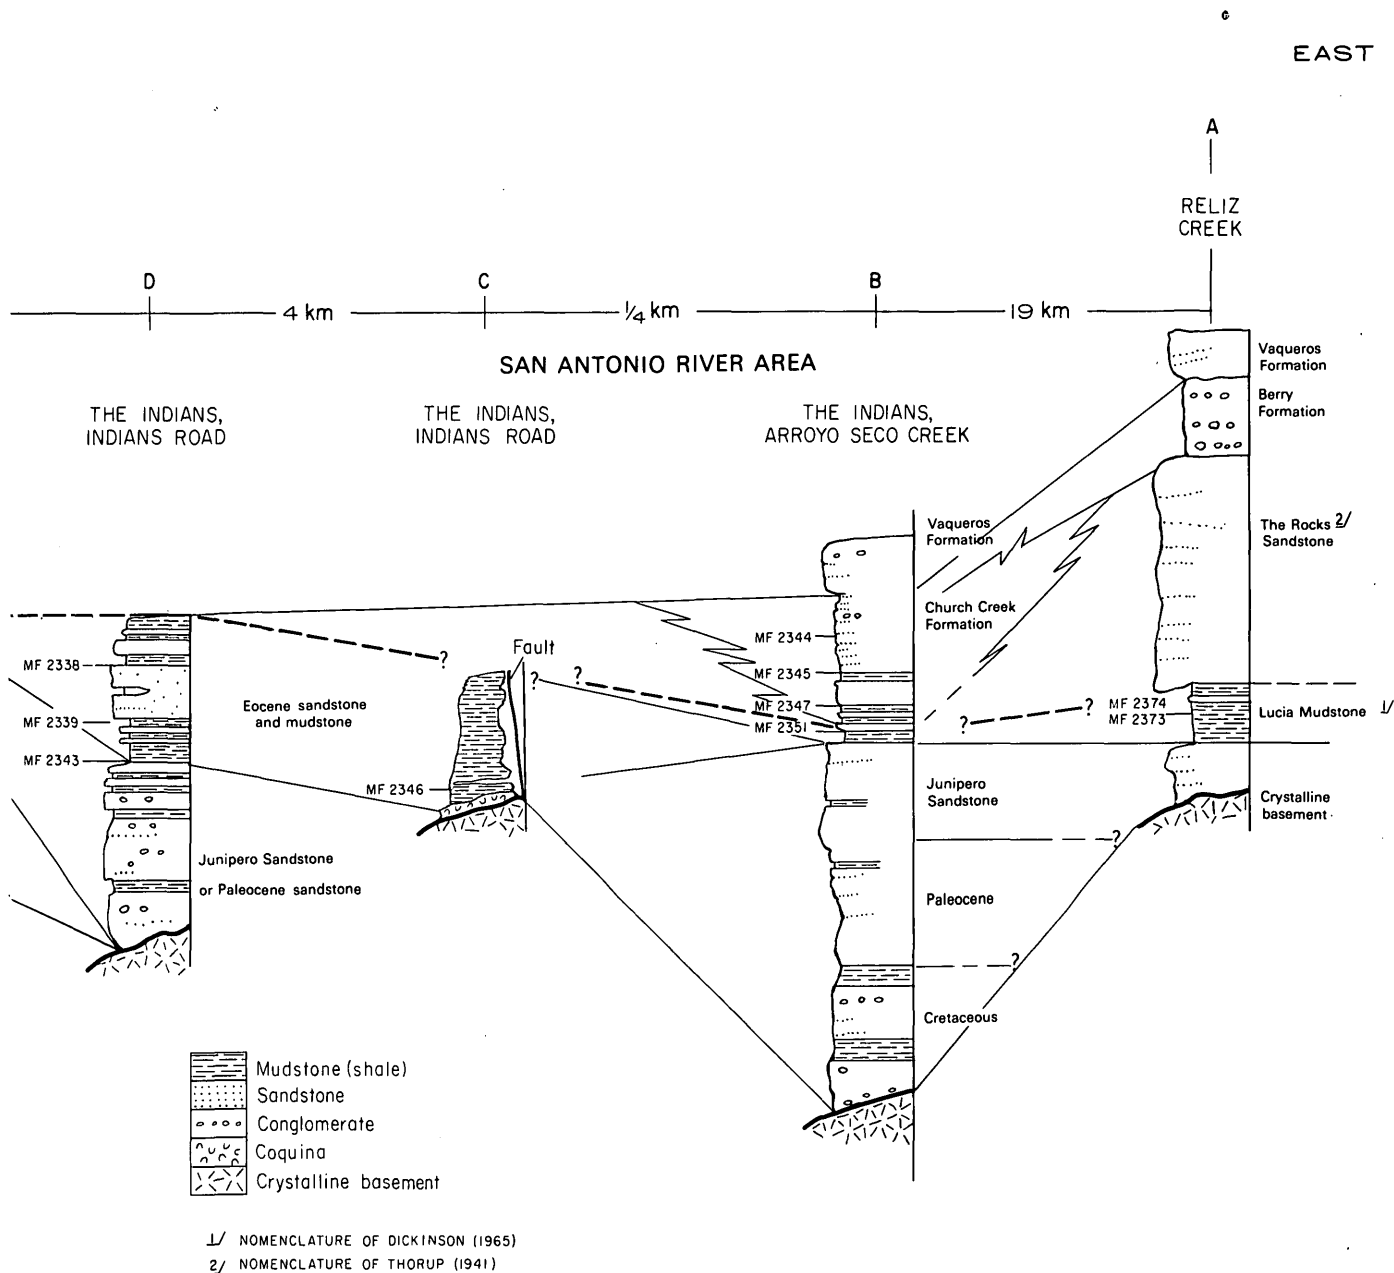 EAST
A
RELIZ
CREEK
D
C
B
4 km
1/4 km
19 km
SAN ANTONIO RIVER AREA
THE INDIANS,
INDIANS ROAD
THE INDIANS,
INDIANS ROAD
THE INDIANS,
ARROYO SECO CREEK
Vaqueros
Formation
Berry
Formation
The Rocks 2/
Sandstone
Vaqueros
Formation
Church Creek
Formation
MF 2344
MF 2345
MF 2347
MF 2351
MF 2338
MF 2339
MF 2343
Eocene sandstone
and mudstone
?
Fault
?
?
MF 2346
?
?
MF 2374
MF 2373
Lucia Mudstone 1/
Junipero
Sandstone
Crystalline
basement
?
Junipero Sandstone
or Paleocene sandstone
Paleocene
?
Cretaceous
Mudstone (shale)
Sandstone
Conglomerate
Coquina
Crystalline basement
1/ NOMENCLATURE OF DICKINSON (1965)
2/ NOMENCLATURE OF THORUP (1941)